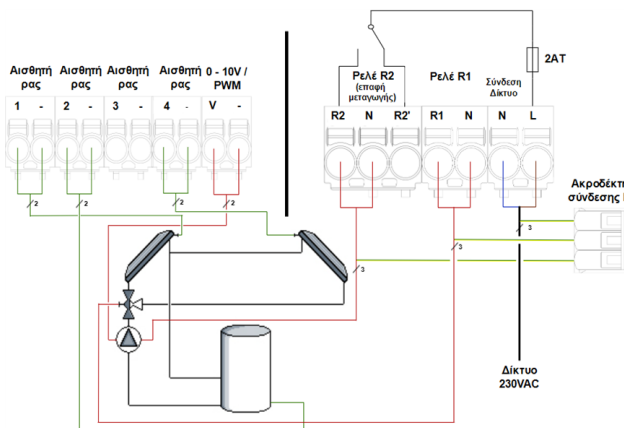 Αισθητή
ρας
Αισθητή
ρας
Αισθητή
ρας
Αισθητή
ρας
0 - 10V /
PWM
1 - 2 - 3 - 4 - V -
Ρελέ R2
(επαφή
μεταγωγής)
Ρελέ R1
Σύνδεση
Δίκτυο
2AT
R2 N R2' R1 N N L
Ακροδέκτη
σύνδεσης
2
2
2
2
3
3
3
Δίκτυο
230VAC